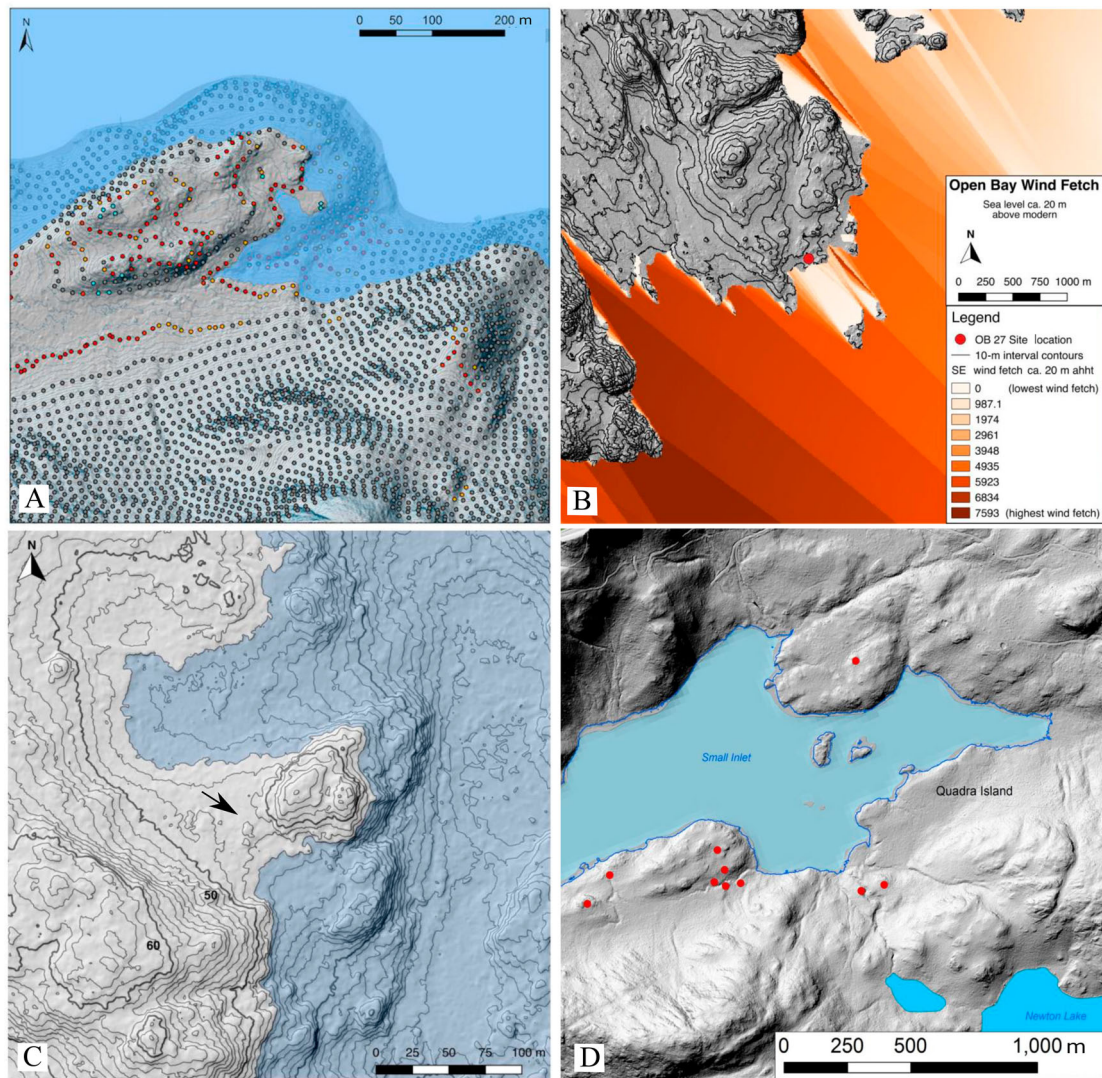 N
0 50 100 200 m
A
Open Bay Wind Fetch
Sea level ca. 20 m
above modern
N
0 250 500 750 1000 m
Legend
OB 27 Site location
10-m interval contours
SE wind fetch ca. 20 m ahht
0 (lowest wind fetch)
987.1
1974
2961
3948
4935
5923
6834
7593 (highest wind fetch)
B
N
50
60
0 25 50 100 m
C
Small Inlet
Quadra Island
Newton Lake
0 250 500 1,000 m
D